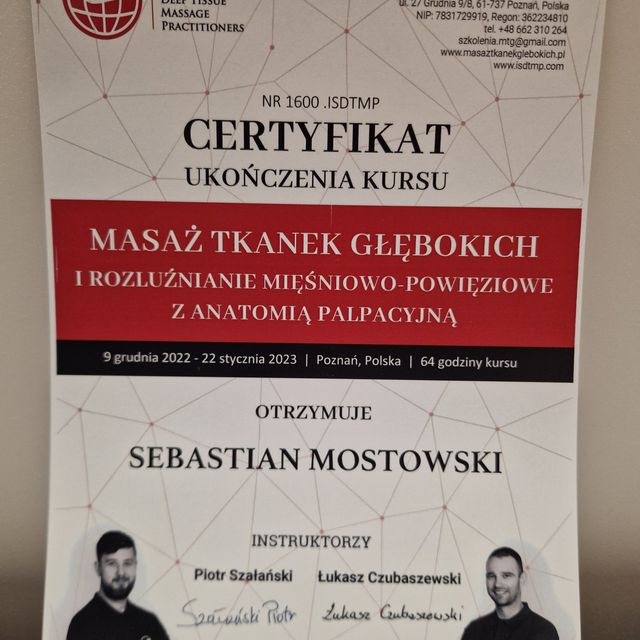 DEEP TISSUE
MASSAGE
PRACTITIONERS
ul. 27 Grudnia 9/8, 61-737 Poznań, Polska
NIP: 7831729919, Regon: 362234810
tel. +48 662 310 264
szkolenia.mtg@gmail.com
www.masaztkanekglebokich.pl
www.isdtmp.com
NR 1600 .ISDTMP
CERTYFIKAT
UKOŃCZENIA KURSU
MASAŻ TKANEK GŁĘBOKICH
I ROZLUŹNIANIE MIĘŚNIOWO-POWIĘZIOWE
Z ANATOMIĄ PALPACYJNĄ
9 grudnia 2022 - 22 stycznia 2023 | Poznań, Polska | 64 godziny kursu
OTRZYMUJE
SEBASTIAN MOSTOWSKI
INSTRUKTORZY
Piotr Szałański Łukasz Czubaszewski
Szałański Piotr Łukasz Czubaszewski